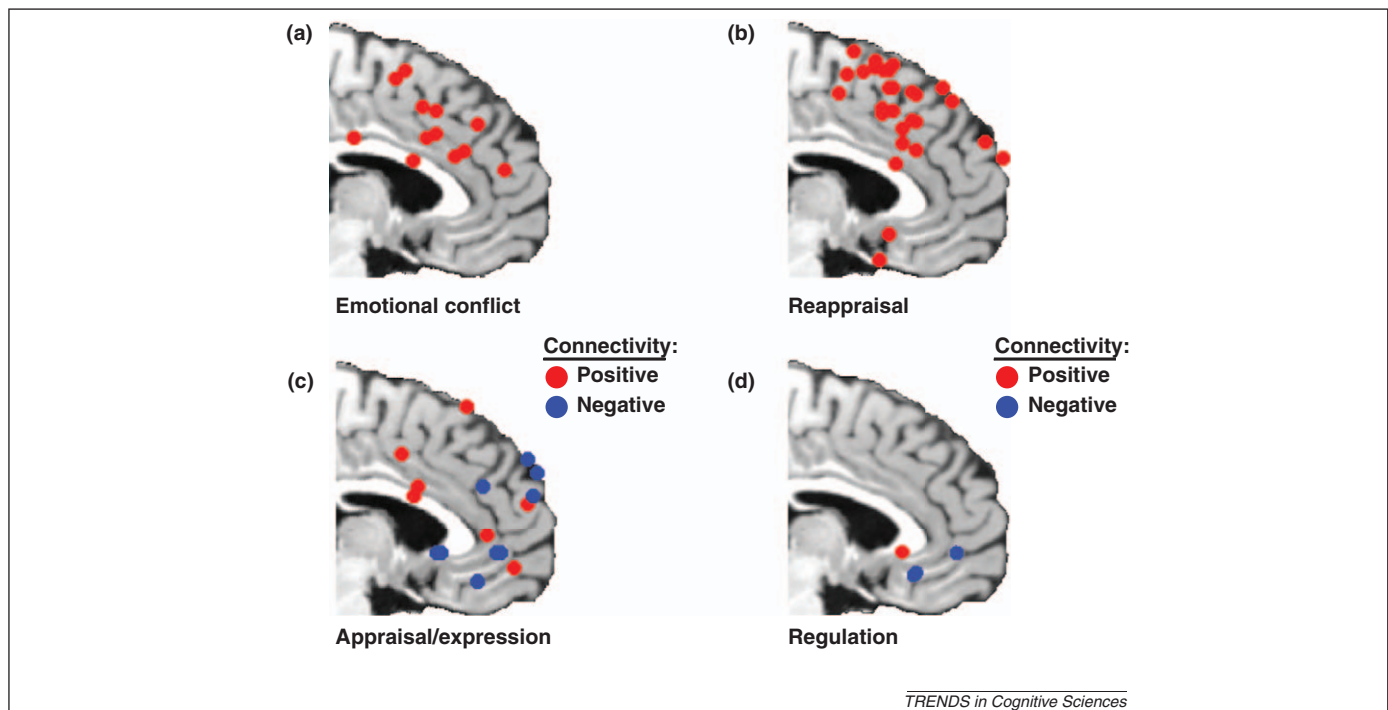 (a)
(b)
Emotional conflict
Reappraisal
Connectivity:
Positive
Negative
Connectivity:
Positive
Negative
(c)
(d)
Appraisal/expression
Regulation
TRENDS in Cognitive Sciences